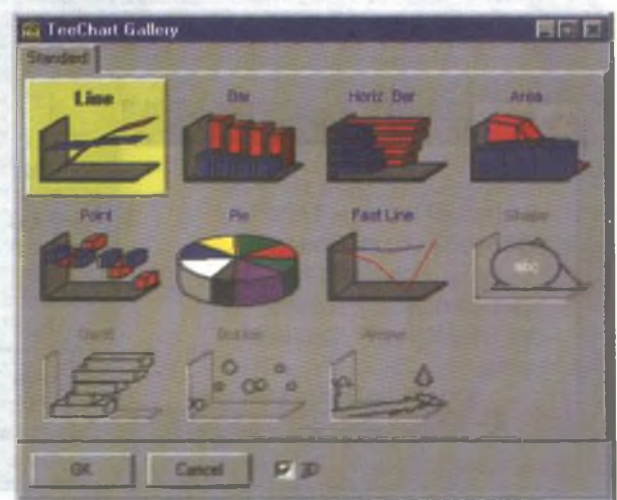 TeeChart Gallery
Standard
Line Bar Horiz. Bar Area
Point Pie Fast Line Shape
abc
Gantt Bubble Arrow
OK Cancel 3D